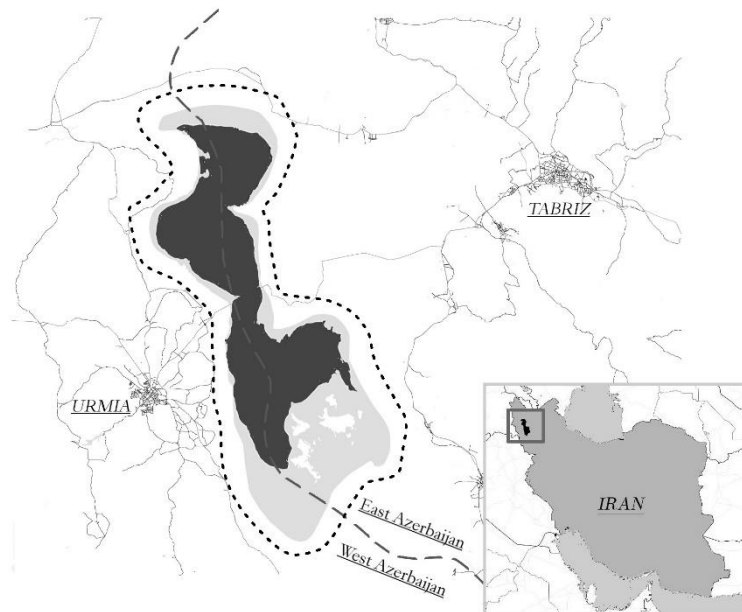 TABRIZ
URMIA
East Azerbaijan
West Azerbaijan
IRAN